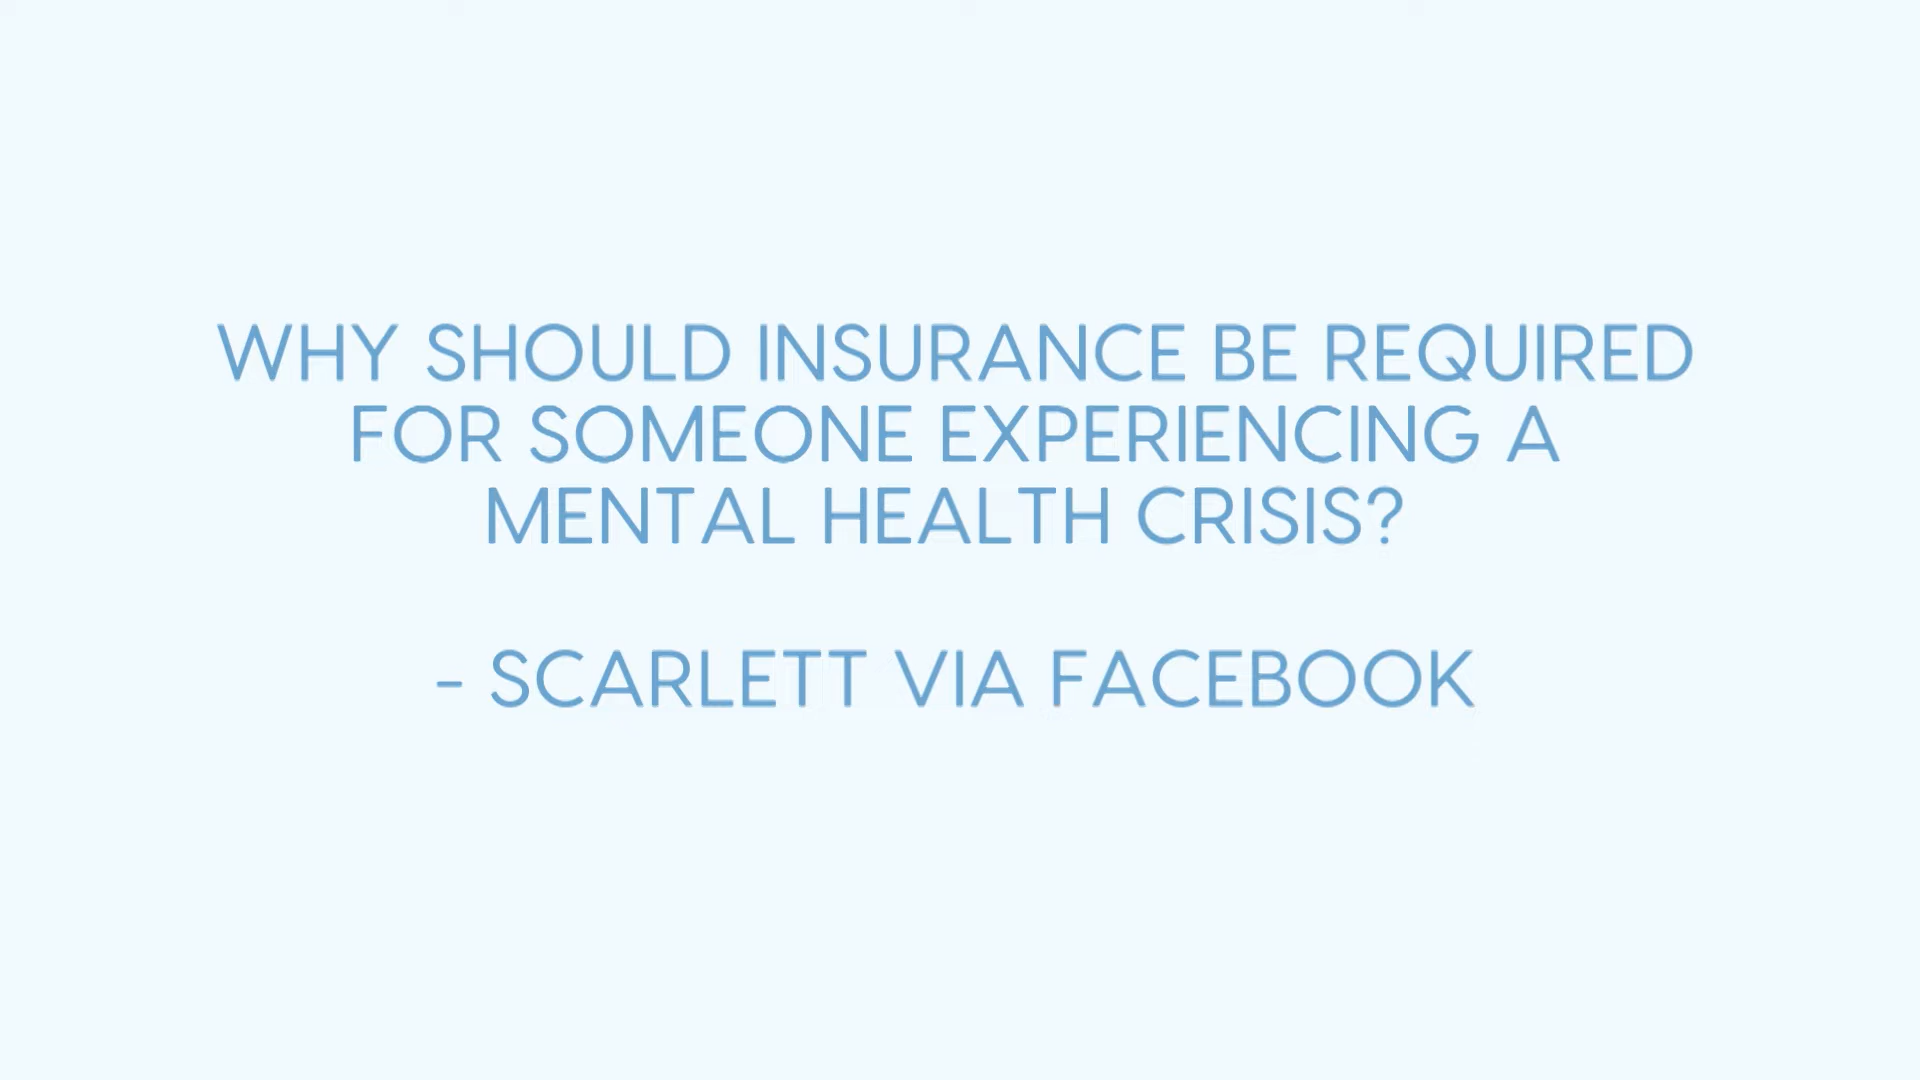 WHY SHOULD INSURANCE BE REQUIRED
FOR SOMEONE EXPERIENCING A
MENTAL HEALTH CRISIS?
- SCARLETT VIA FACEBOOK